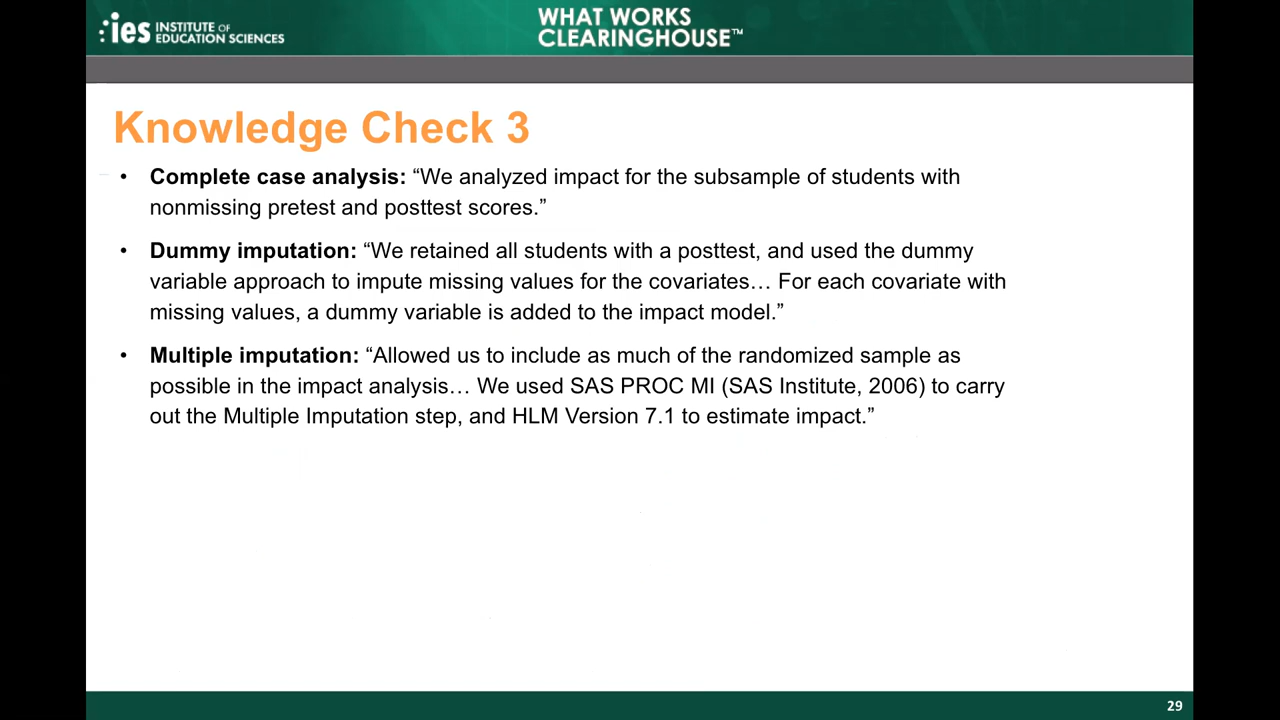 :ies INSTITUTE OF
EDUCATION SCIENCES
WHAT WORKS
CLEARINGHOUSE™
Knowledge Check 3
• Complete case analysis: “We analyzed impact for the subsample of students with
nonmissing pretest and posttest scores.”
• Dummy imputation: “We retained all students with a posttest, and used the dummy
variable approach to impute missing values for the covariates… For each covariate with
missing values, a dummy variable is added to the impact model.”
• Multiple imputation: “Allowed us to include as much of the randomized sample as
possible in the impact analysis… We used SAS PROC MI (SAS Institute, 2006) to carry
out the Multiple Imputation step, and HLM Version 7.1 to estimate impact.”
29